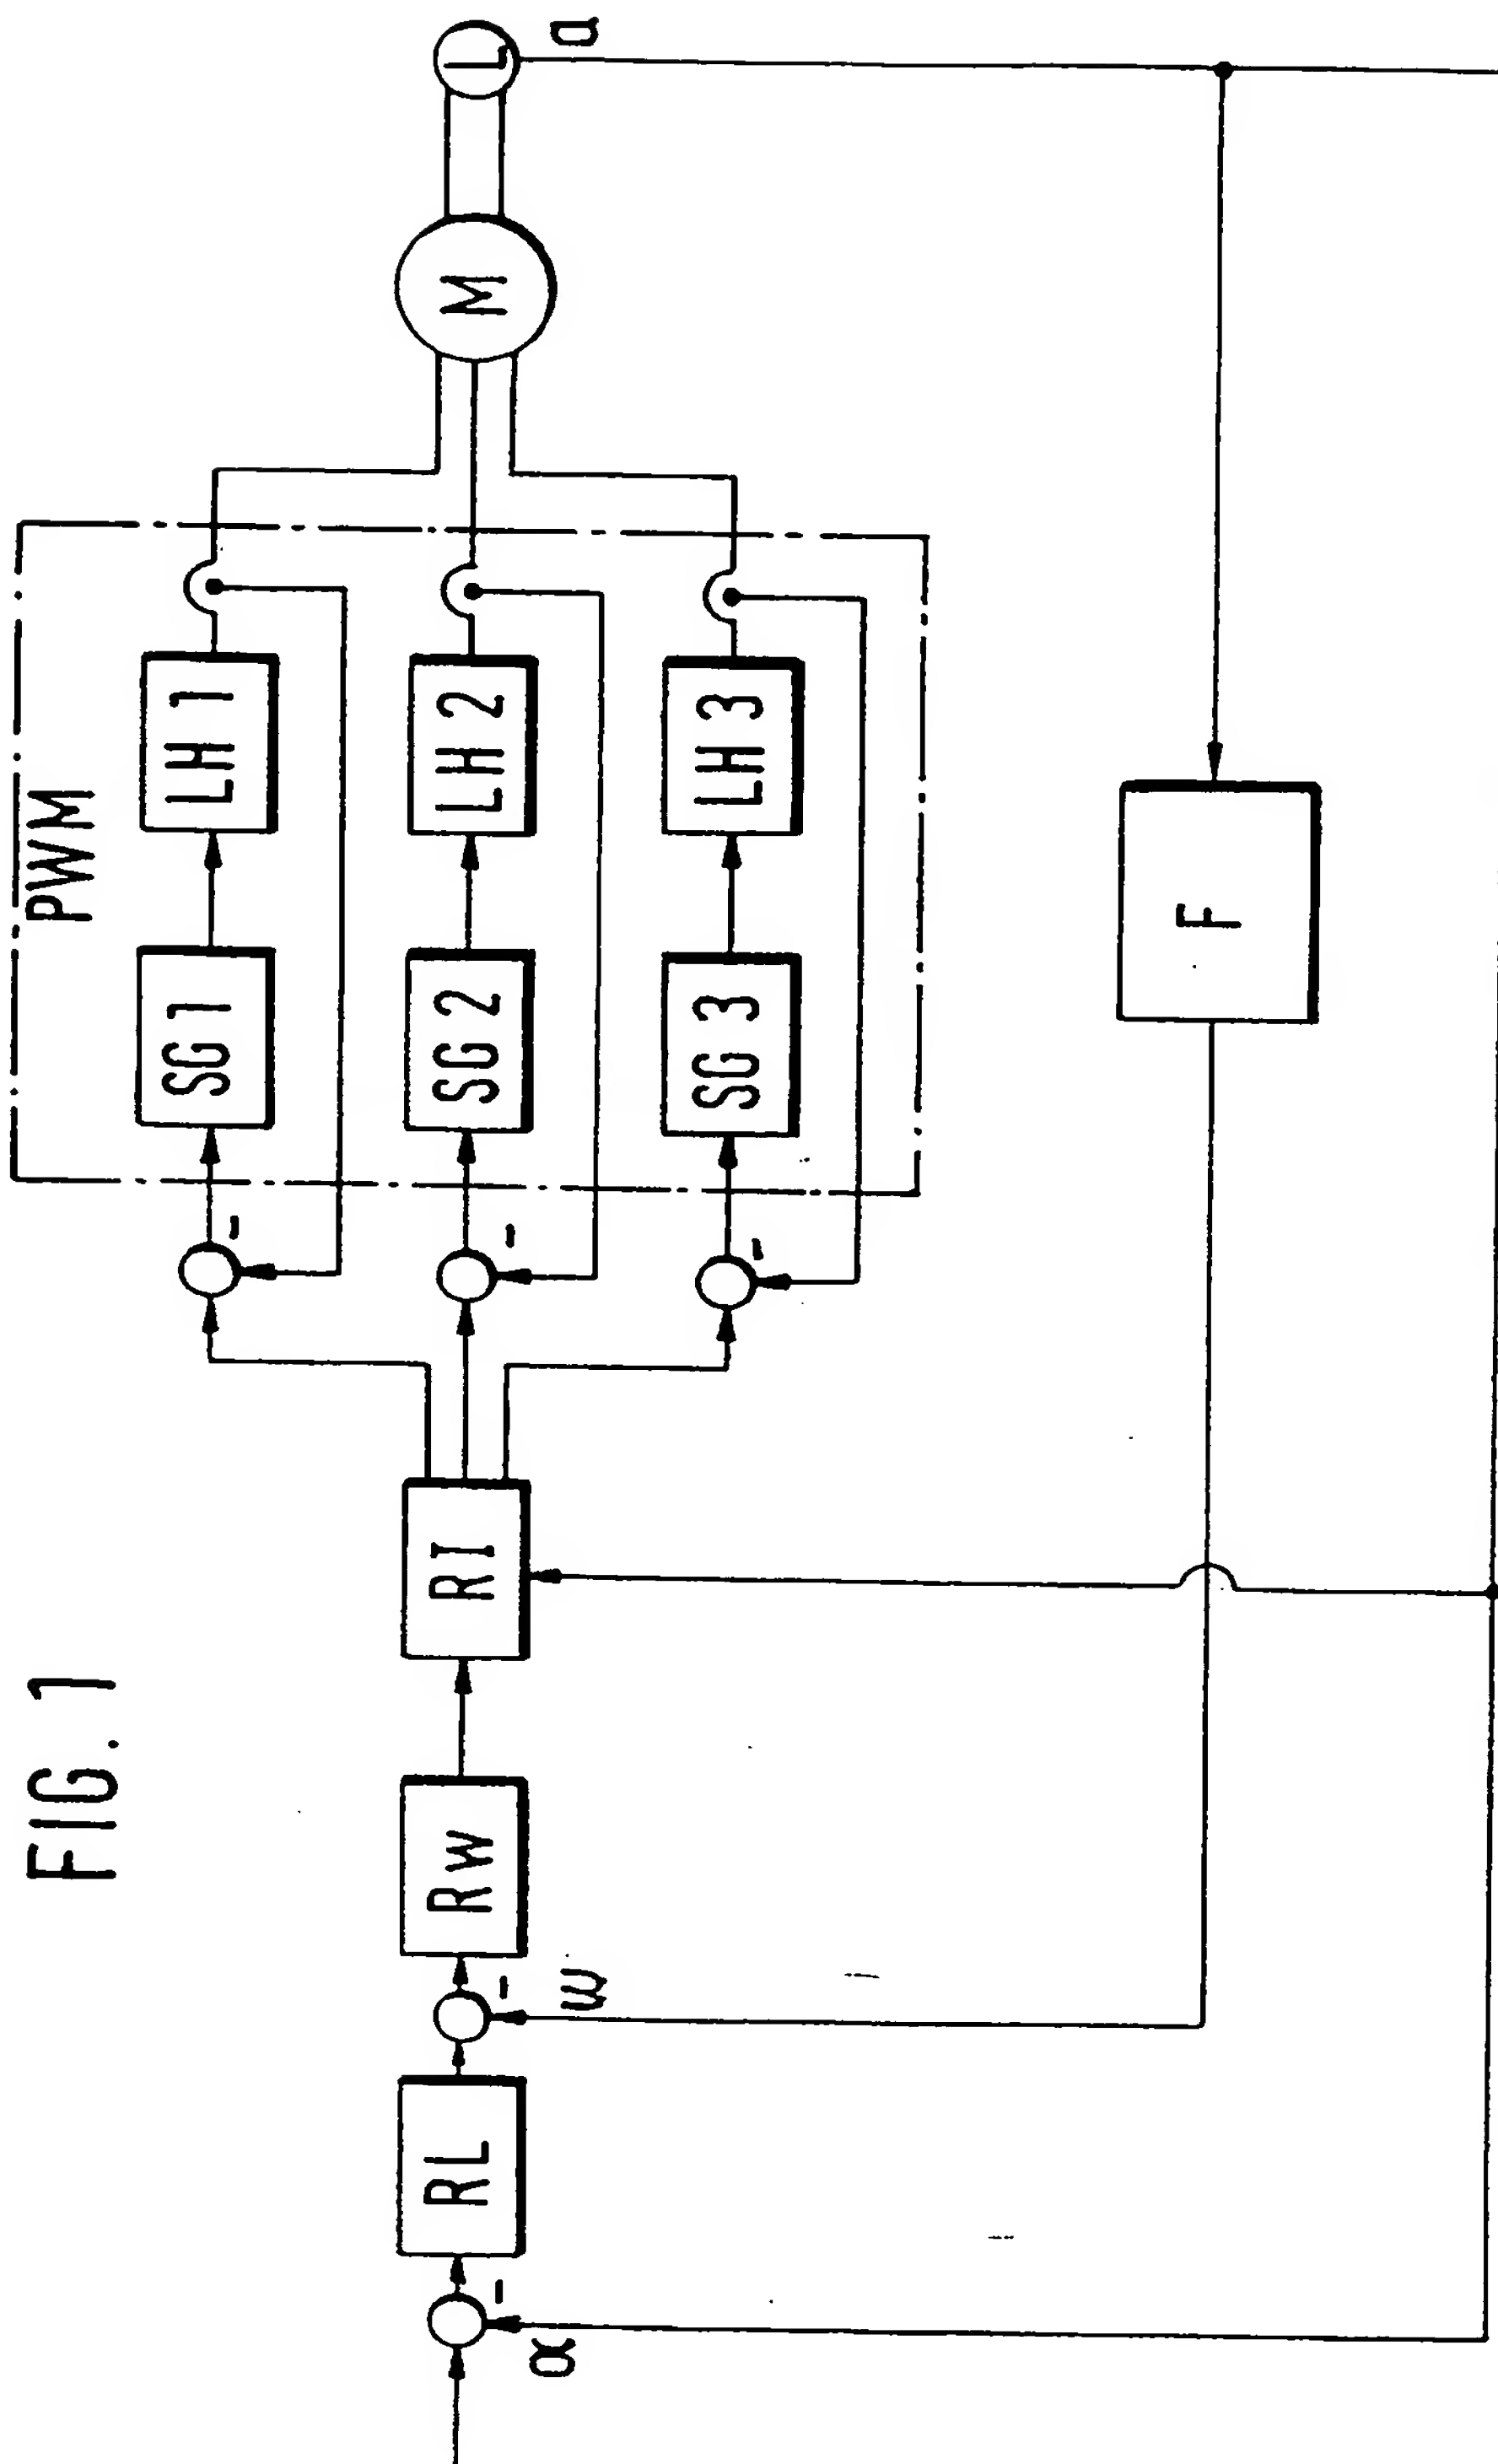 FIG. 1
PWM
SG 1
LH 1
SG 2
LH 2
SG 3
LH 3
RL
RW
RI
M
L
α
-
-
w
-
-
-
α
F